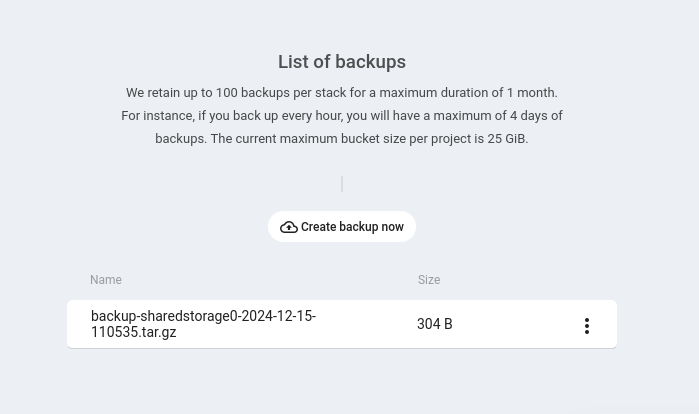 List of backups
We retain up to 100 backups per stack for a maximum duration of 1 month.
For instance, if you back up every hour, you will have a maximum of 4 days of
backups. The current maximum bucket size per project is 25 GiB.
Create backup now
Name Size
backup-sharedstorage0-2024-12-15-
110535.tar.gz
304 B